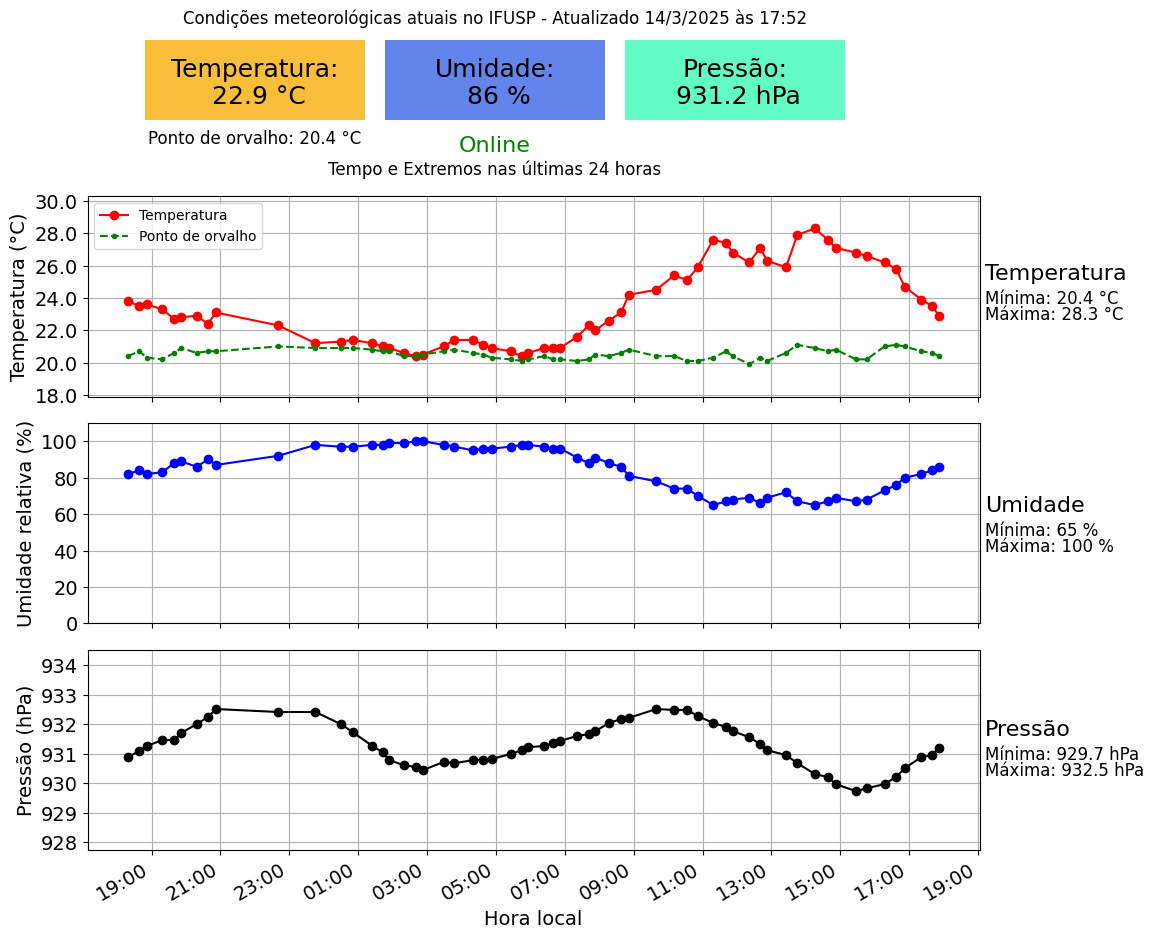 Condições meteorológicas atuais no IFUSP - Atualizado 14/3/2025 às 17:52
Temperatura:
22.9 °C
Umidade:
86 %
Pressão:
931.2 hPa
Ponto de orvalho: 20.4 °C
Online
Tempo e Extremos nas últimas 24 horas
Temperatura (°C)
30.0
28.0
26.0
24.0
22.0
20.0
18.0
Temperatura
Ponto de orvalho
Temperatura
Mínima: 20.4 °C
Máxima: 28.3 °C
Umidade relativa (%)
100
80
60
40
20
0
Umidade
Mínima: 65 %
Máxima: 100 %
Pressão (hPa)
934
933
932
931
930
929
928
Pressão
Mínima: 929.7 hPa
Máxima: 932.5 hPa
19:00
21:00
23:00
01:00
03:00
05:00
07:00
09:00
11:00
13:00
15:00
17:00
19:00
Hora local